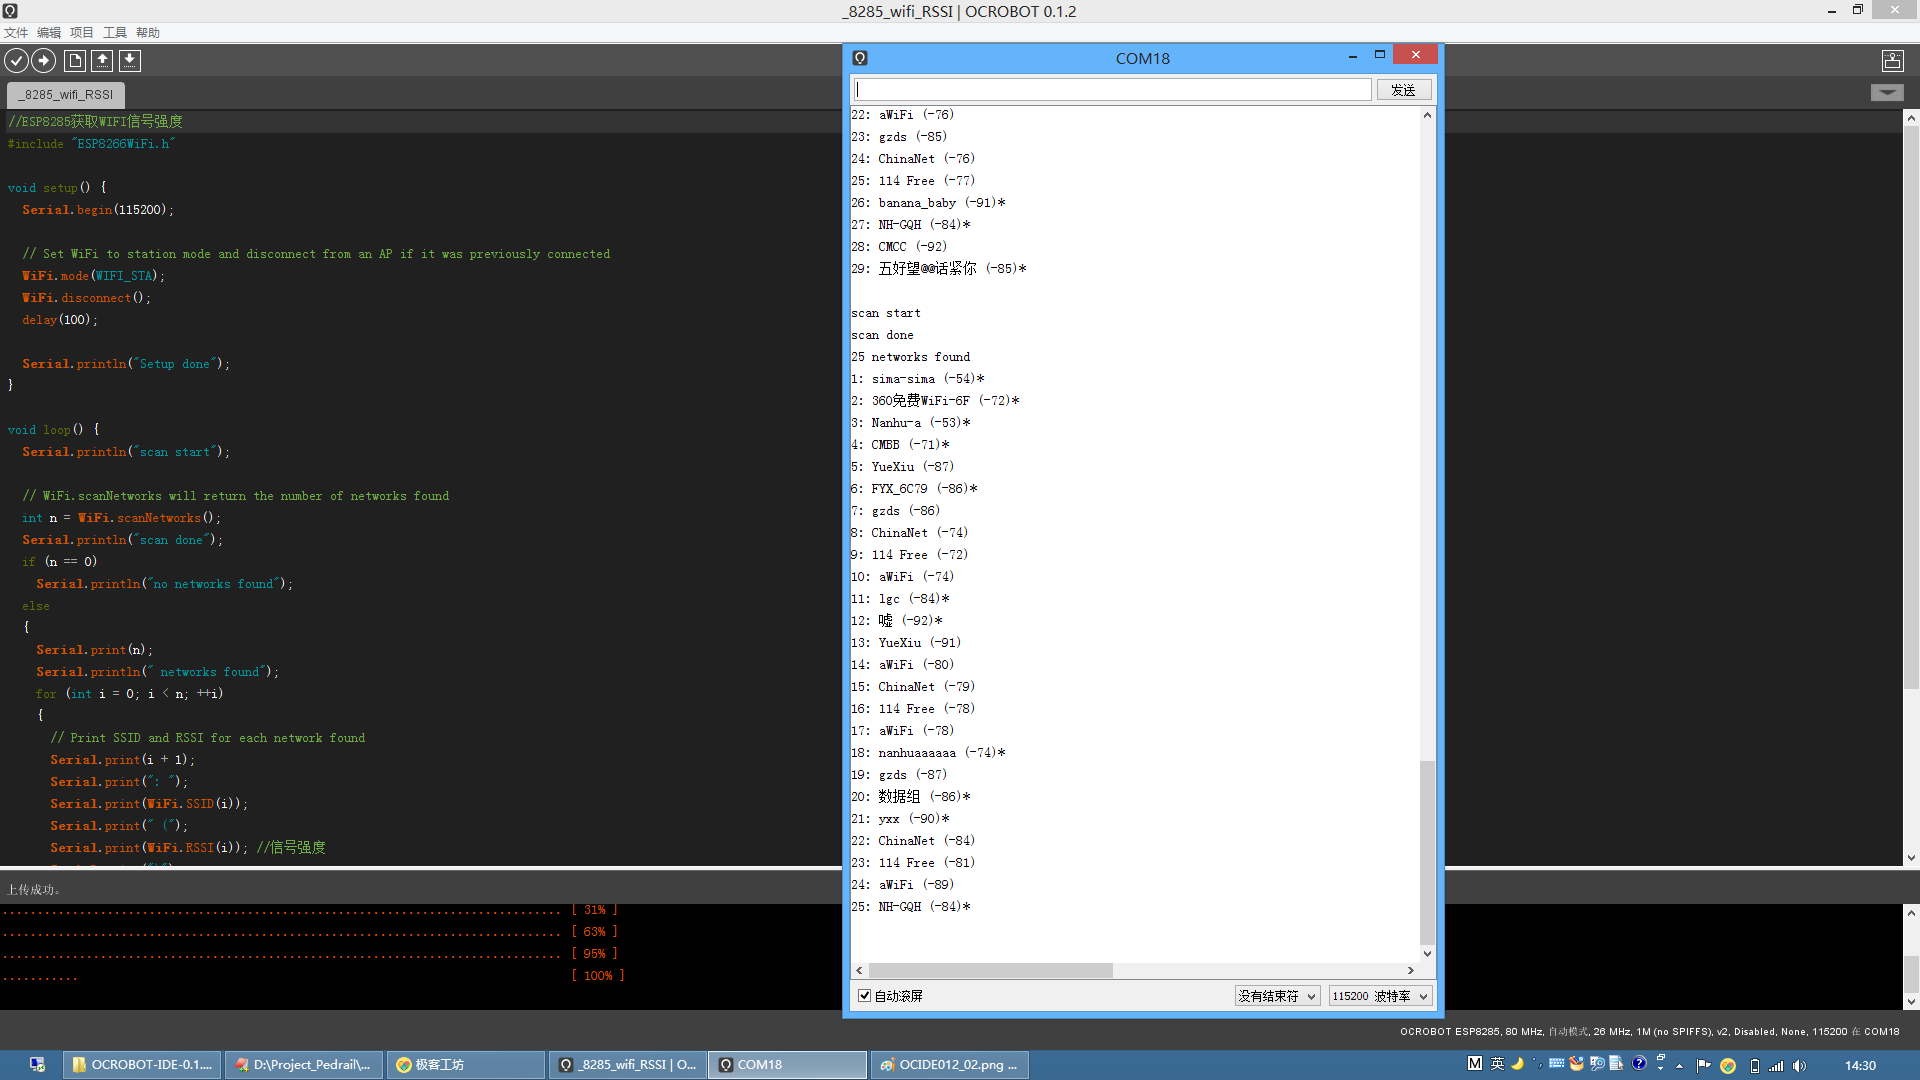 _8285_wifi_RSSI | OCROBOT 0.1.2
文件 编辑 项目 工具 帮助
_8285_wifi_RSSI
//ESP8285获取WIFI信号强度
#include "ESP8266WiFi.h"
void setup() {
Serial.begin(115200);
// Set WiFi to station mode and disconnect from an AP if it was previously connected
WiFi.mode(WIFI_STA);
WiFi.disconnect();
delay(100);
Serial.println("Setup done");
}
void loop() {
Serial.println("scan start");
// WiFi.scanNetworks will return the number of networks found
int n = WiFi.scanNetworks();
Serial.println("scan done");
if (n == 0)
Serial.println("no networks found");
else
{
Serial.print(n);
Serial.println(" networks found");
for (int i = 0; i < n; ++i)
{
// Print SSID and RSSI for each network found
Serial.print(i + 1);
Serial.print(": ");
Serial.print(WiFi.SSID(i));
Serial.print(" (");
Serial.print(WiFi.RSSI(i)); //信号强度
上传成功。
................................................................................ [ 31% ]
................................................................................ [ 63% ]
................................................................................ [ 95% ]
........... [ 100% ]
COM18
发送
22: aWiFi (-76)
23: gzds (-85)
24: ChinaNet (-76)
25: 114 Free (-77)
26: banana_baby (-91)*
27: NH-GQH (-84)*
28: CMCC (-92)
29: 五好望@@话紧你 (-85)*
scan start
scan done
25 networks found
1: sima-sima (-54)*
2: 360免费WiFi-6F (-72)*
3: Nanhu-a (-53)*
4: CMBB (-71)*
5: YueXiu (-87)
6: FYX_6C79 (-86)*
7: gzds (-86)
8: ChinaNet (-74)
9: 114 Free (-72)
10: aWiFi (-74)
11: lgc (-84)*
12: 嘘 (-92)*
13: YueXiu (-91)
14: aWiFi (-80)
15: ChinaNet (-79)
16: 114 Free (-78)
17: aWiFi (-78)
18: nanhuaaaaaa (-74)*
19: gzds (-87)
20: 数据组 (-86)*
21: yxx (-90)*
22: ChinaNet (-84)
23: 114 Free (-81)
24: aWiFi (-89)
25: NH-GQH (-84)*
自动滚屏 没有结束符 115200 波特率
OCROBOT ESP8285, 80 MHz, 自动模式, 26 MHz, 1M (no SPIFFS), v2, Disabled, None, 115200 在 COM18
OCROBOT-IDE-0.1.... D:\Project_Pedrail\... 极客工坊 _8285_wifi_RSSI | O... COM18 OCIDE012_02.png ... M 英 14:30